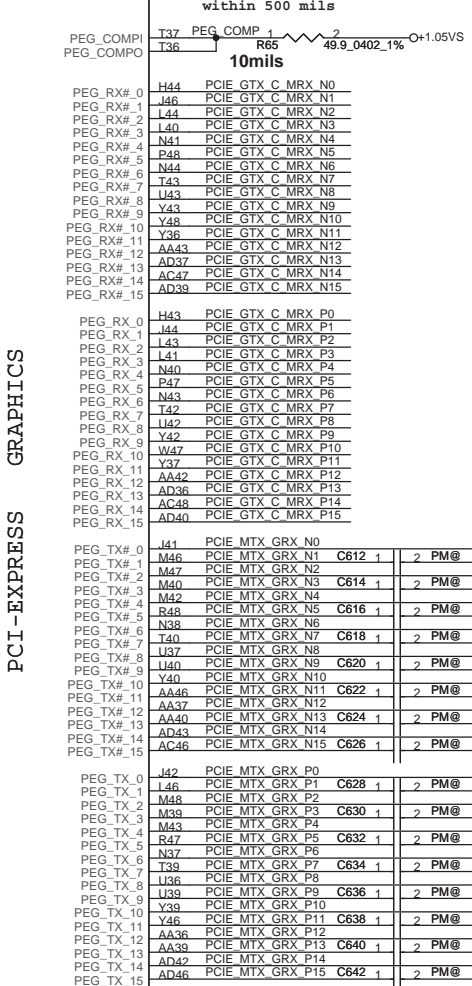 within 500 mils
PEG_COMPI T37 PEG_COMP 1 2 +1.05VS
PEG_COMPO T36 R65 49.9_0402_1%
10mils
PEG_RX#_0 H44 PCIE_GTX_C_MRX_N0
PEG_RX#_1 J46 PCIE_GTX_C_MRX_N1
PEG_RX#_2 L44 PCIE_GTX_C_MRX_N2
PEG_RX#_3 L40 PCIE_GTX_C_MRX_N3
PEG_RX#_4 N41 PCIE_GTX_C_MRX_N4
PEG_RX#_5 P48 PCIE_GTX_C_MRX_N5
PEG_RX#_6 N44 PCIE_GTX_C_MRX_N6
PEG_RX#_7 T43 PCIE_GTX_C_MRX_N7
PEG_RX#_8 U43 PCIE_GTX_C_MRX_N8
PEG_RX#_9 Y43 PCIE_GTX_C_MRX_N9
PEG_RX#_10 Y48 PCIE_GTX_C_MRX_N10
PEG_RX#_11 Y36 PCIE_GTX_C_MRX_N11
PEG_RX#_12 AA43 PCIE_GTX_C_MRX_N12
PEG_RX#_13 AD37 PCIE_GTX_C_MRX_N13
PEG_RX#_14 AC47 PCIE_GTX_C_MRX_N14
PEG_RX#_15 AD39 PCIE_GTX_C_MRX_N15
PEG_RX_0 H43 PCIE_GTX_C_MRX_P0
PEG_RX_1 J44 PCIE_GTX_C_MRX_P1
PEG_RX_2 L43 PCIE_GTX_C_MRX_P2
PEG_RX_3 L41 PCIE_GTX_C_MRX_P3
PEG_RX_4 N40 PCIE_GTX_C_MRX_P4
PEG_RX_5 P47 PCIE_GTX_C_MRX_P5
PEG_RX_6 N43 PCIE_GTX_C_MRX_P6
PEG_RX_7 T42 PCIE_GTX_C_MRX_P7
PEG_RX_8 U42 PCIE_GTX_C_MRX_P8
PEG_RX_9 Y42 PCIE_GTX_C_MRX_P9
PEG_RX_10 W47 PCIE_GTX_C_MRX_P10
PEG_RX_11 Y37 PCIE_GTX_C_MRX_P11
PEG_RX_12 AA42 PCIE_GTX_C_MRX_P12
PEG_RX_13 AD36 PCIE_GTX_C_MRX_P13
PEG_RX_14 AC48 PCIE_GTX_C_MRX_P14
PEG_RX_15 AD40 PCIE_GTX_C_MRX_P15
PCI-EXPRESS GRAPHICS
PEG_TX#_0 J41 PCIE_MTX_GRX_N0
PEG_TX#_1 M46 PCIE_MTX_GRX_N1 C612 1 2 PM@
PEG_TX#_2 M47 PCIE_MTX_GRX_N2
PEG_TX#_3 M40 PCIE_MTX_GRX_N3 C614 1 2 PM@
PEG_TX#_4 M42 PCIE_MTX_GRX_N4
PEG_TX#_5 R48 PCIE_MTX_GRX_N5 C616 1 2 PM@
PEG_TX#_6 N38 PCIE_MTX_GRX_N6
PEG_TX#_7 T40 PCIE_MTX_GRX_N7 C618 1 2 PM@
PEG_TX#_8 U37 PCIE_MTX_GRX_N8
PEG_TX#_9 U40 PCIE_MTX_GRX_N9 C620 1 2 PM@
PEG_TX#_10 Y40 PCIE_MTX_GRX_N10
PEG_TX#_11 AA46 PCIE_MTX_GRX_N11 C622 1 2 PM@
PEG_TX#_12 AA37 PCIE_MTX_GRX_N12
PEG_TX#_13 AA40 PCIE_MTX_GRX_N13 C624 1 2 PM@
PEG_TX#_14 AD43 PCIE_MTX_GRX_N14
PEG_TX#_15 AC46 PCIE_MTX_GRX_N15 C626 1 2 PM@
PEG_TX_0 J42 PCIE_MTX_GRX_P0
PEG_TX_1 L46 PCIE_MTX_GRX_P1 C628 1 2 PM@
PEG_TX_2 M48 PCIE_MTX_GRX_P2
PEG_TX_3 M39 PCIE_MTX_GRX_P3 C630 1 2 PM@
PEG_TX_4 M43 PCIE_MTX_GRX_P4
PEG_TX_5 R47 PCIE_MTX_GRX_P5 C632 1 2 PM@
PEG_TX_6 N37 PCIE_MTX_GRX_P6
PEG_TX_7 T39 PCIE_MTX_GRX_P7 C634 1 2 PM@
PEG_TX_8 U36 PCIE_MTX_GRX_P8
PEG_TX_9 U39 PCIE_MTX_GRX_P9 C636 1 2 PM@
PEG_TX_10 Y39 PCIE_MTX_GRX_P10
PEG_TX_11 Y46 PCIE_MTX_GRX_P11 C638 1 2 PM@
PEG_TX_12 AA36 PCIE_MTX_GRX_P12
PEG_TX_13 AA39 PCIE_MTX_GRX_P13 C640 1 2 PM@
PEG_TX_14 AD42 PCIE_MTX_GRX_P14
PEG_TX_15 AD46 PCIE_MTX_GRX_P15 C642 1 2 PM@